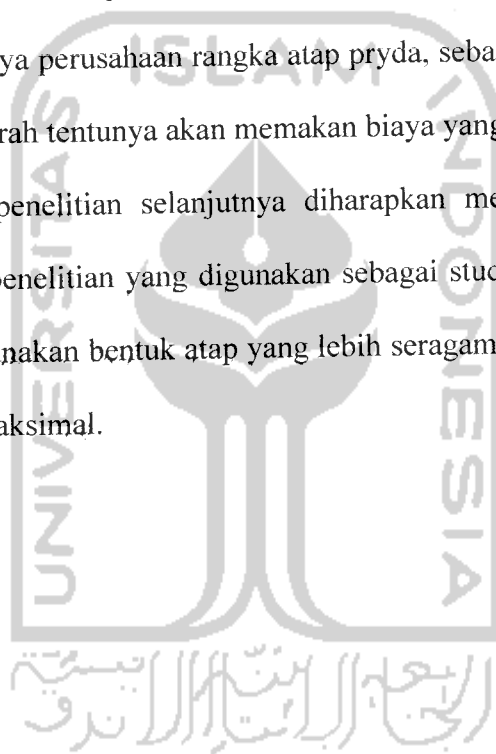 ya perusahaan rangka atap pryda, seba
rah tentunya akan memakan biaya yang
penelitian selanjutnya diharapkan me
penelitian yang digunakan sebagai stud
nakan bentuk atap yang lebih seragam
aksimal.
ISLAM
UNIVERSITAS
INDONESIA